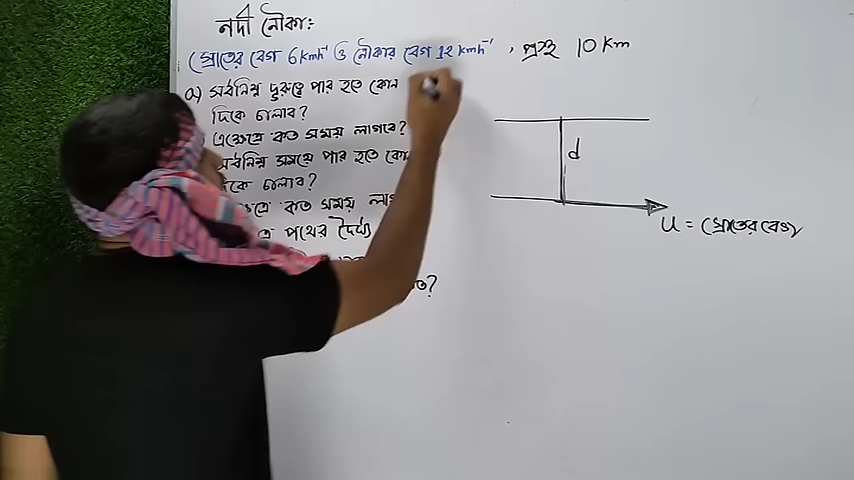 নদী নৌকা:
স্রোতের বেগ 6 kmh⁻¹ ও নৌকার বেগ 12 kmh⁻¹, প্রস্থ 10 km
a) সর্বনিম্ন দূরত্বে পার হতে কোন
দিকে চালাব?
এক্ষেত্রে কত সময় লাগবে?
সর্বনিম্ন সময়ে পার হতে
দিকে চালাব?
কত সময়
পথের দৈর্ঘ্য
?
d
u = স্রোতের বেগ